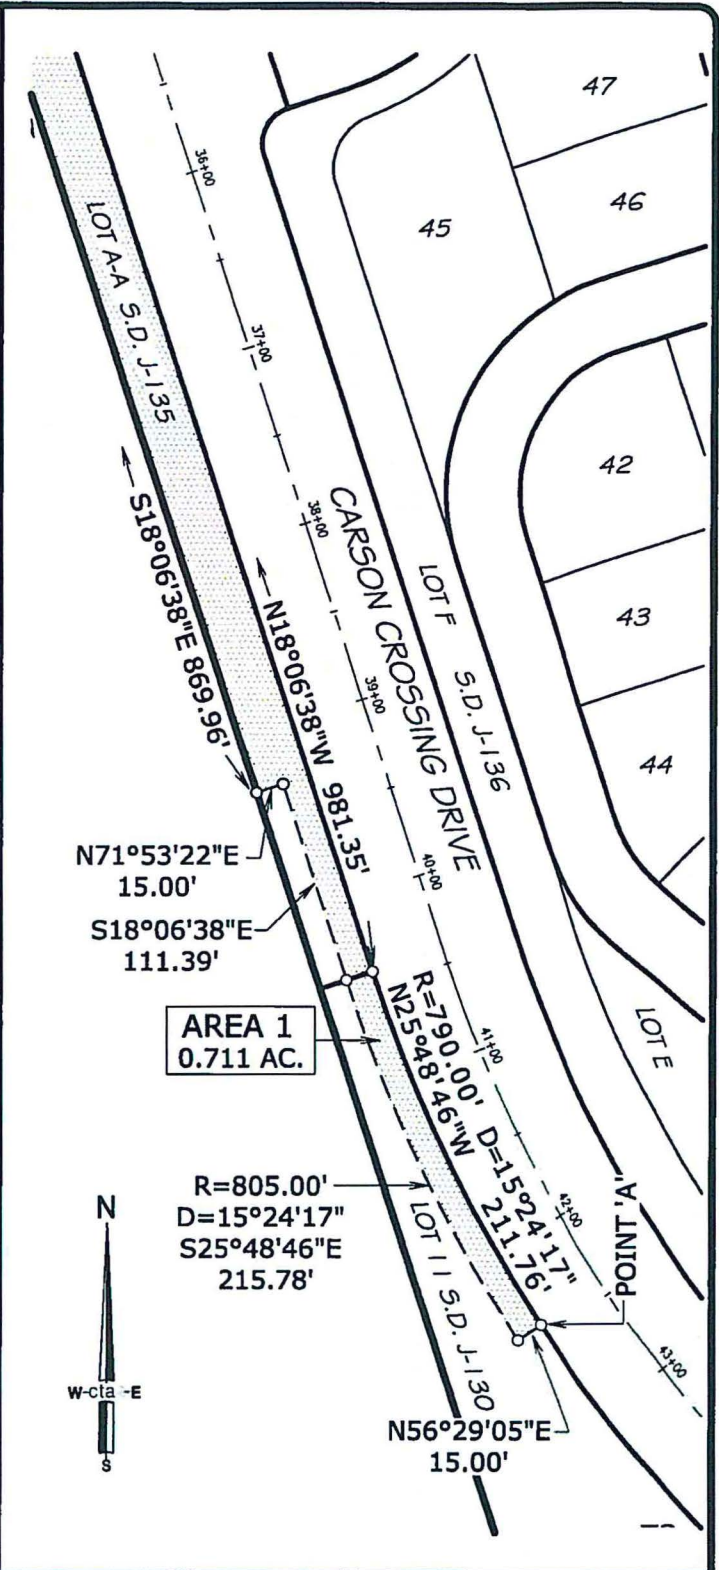 47
46
45
36+00
37+00
LOT A-A S.D. J-135
42
38+00
CARSON CROSSING DRIVE
LOT F S.D. J-136
43
S18°06'38"E 869.96'
N18°06'38"W 981.35'
39+00
44
40+00
N71°53'22"E
15.00'
S18°06'38"E
111.39'
AREA 1
0.711 AC.
R=790.00' D=15°24'17"
N25°48'46"W 211.76'
41+00
LOT E
R=805.00'
D=15°24'17"
S25°48'46"E
215.78'
LOT 11 S.D. J-130
42+00
POINT 'A'
43+00
N56°29'05"E
15.00'
N
W-cta-E
S